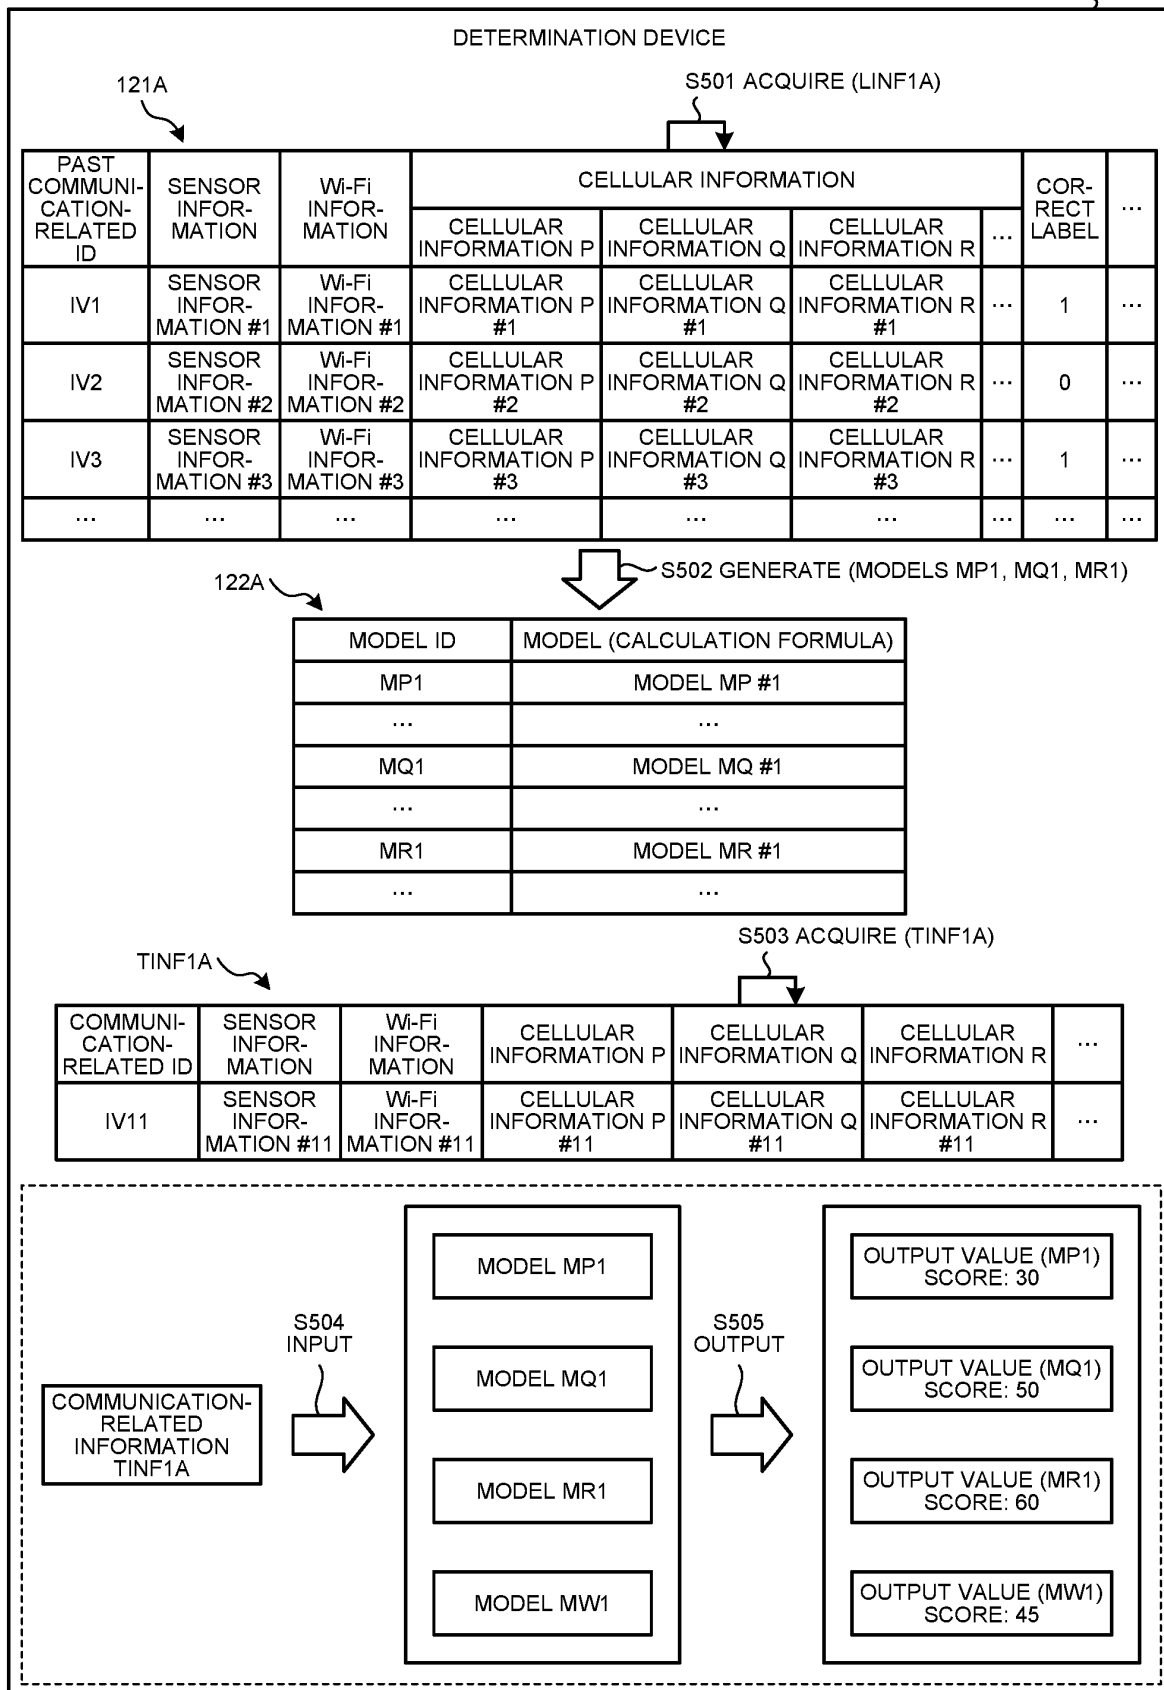 DETERMINATION DEVICE
121A
S501 ACQUIRE (LINF1A)
PAST
COMMUNI-
CATION-
RELATED
ID
SENSOR
INFOR-
MATION
Wi-Fi
INFOR-
MATION
CELLULAR INFORMATION
CELLULAR
INFORMATION P
CELLULAR
INFORMATION Q
CELLULAR
INFORMATION R
...
COR-
RECT
LABEL
...
IV1
SENSOR
INFOR-
MATION #1
Wi-Fi
INFOR-
MATION #1
CELLULAR
INFORMATION P
#1
CELLULAR
INFORMATION Q
#1
CELLULAR
INFORMATION R
#1
...
1
...
IV2
SENSOR
INFOR-
MATION #2
Wi-Fi
INFOR-
MATION #2
CELLULAR
INFORMATION P
#2
CELLULAR
INFORMATION Q
#2
CELLULAR
INFORMATION R
#2
...
0
...
IV3
SENSOR
INFOR-
MATION #3
Wi-Fi
INFOR-
MATION #3
CELLULAR
INFORMATION P
#3
CELLULAR
INFORMATION Q
#3
CELLULAR
INFORMATION R
#3
...
1
...
...
...
...
...
...
...
...
...
...
122A
S502 GENERATE (MODELS MP1, MQ1, MR1)
MODEL ID
MODEL (CALCULATION FORMULA)
MP1
MODEL MP #1
...
...
MQ1
MODEL MQ #1
...
...
MR1
MODEL MR #1
...
...
TINF1A
S503 ACQUIRE (TINF1A)
COMMUNI-
CATION-
RELATED ID
SENSOR
INFOR-
MATION
Wi-Fi
INFOR-
MATION
CELLULAR
INFORMATION P
CELLULAR
INFORMATION Q
CELLULAR
INFORMATION R
...
IV11
SENSOR
INFOR-
MATION #11
Wi-Fi
INFOR-
MATION #11
CELLULAR
INFORMATION P
#11
CELLULAR
INFORMATION Q
#11
CELLULAR
INFORMATION R
#11
...
COMMUNICATION-
RELATED
INFORMATION
TINF1A
S504
INPUT
MODEL MP1
MODEL MQ1
MODEL MR1
MODEL MW1
S505
OUTPUT
OUTPUT VALUE (MP1)
SCORE: 30
OUTPUT VALUE (MQ1)
SCORE: 50
OUTPUT VALUE (MR1)
SCORE: 60
OUTPUT VALUE (MW1)
SCORE: 45